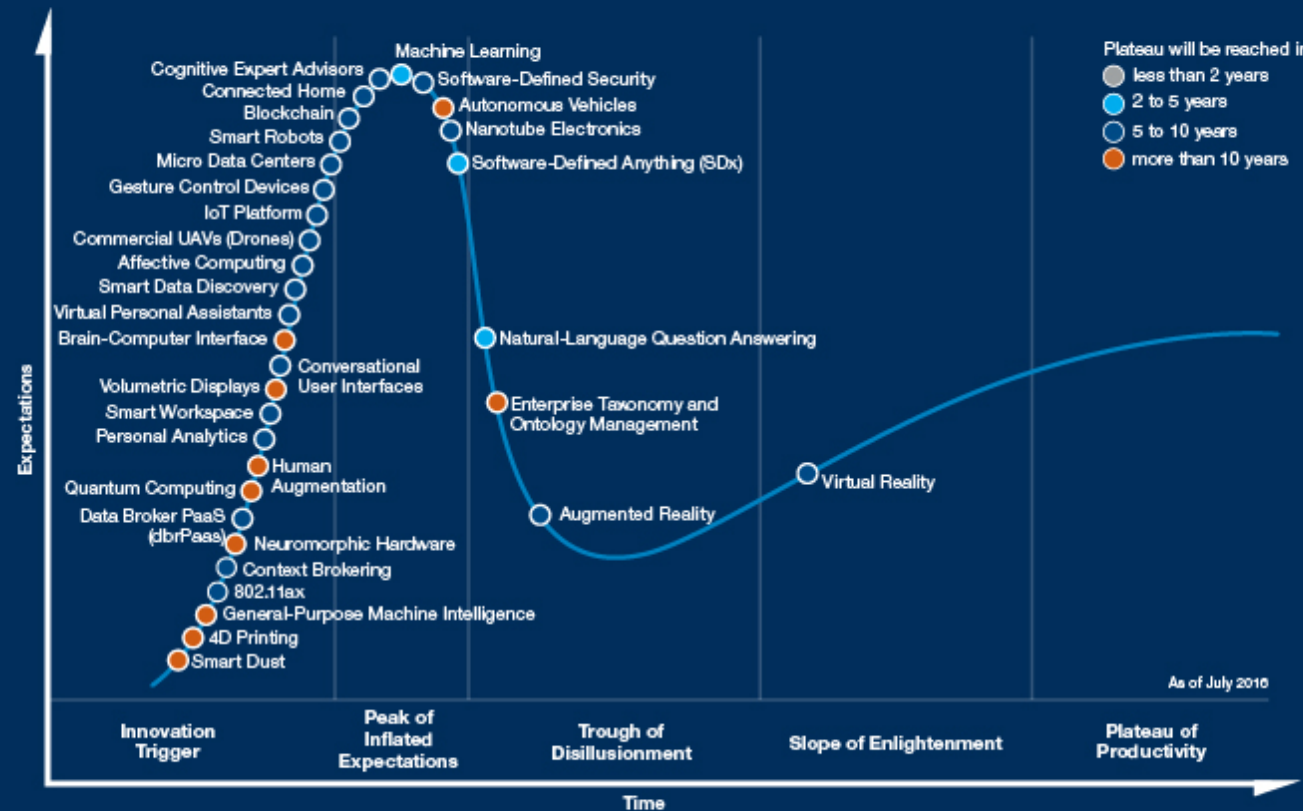 Expectations
Machine Learning
Cognitive Expert Advisors
Software-Defined Security
Connected Home
Autonomous Vehicles
Blockchain
Nanotube Electronics
Smart Robots
Micro Data Centers
Software-Defined Anything (SDx)
Gesture Control Devices
IoT Platform
Commercial UAVs (Drones)
Affective Computing
Smart Data Discovery
Virtual Personal Assistants
Brain-Computer Interface
Natural-Language Question Answering
Conversational
User Interfaces
Volumetric Displays
Smart Workspace
Enterprise Taxonomy and
Ontology Management
Personal Analytics
Human
Augmentation
Quantum Computing
Virtual Reality
Data Broker PaaS
(dbrPaas)
Augmented Reality
Neuromorphic Hardware
Context Brokering
802.11ax
General-Purpose Machine Intelligence
4D Printing
Smart Dust
Plateau will be reached in
less than 2 years
2 to 5 years
5 to 10 years
more than 10 years
As of July 2016
Innovation
Trigger
Peak of
Inflated
Expectations
Trough of
Disillusionment
Slope of Enlightenment
Plateau of
Productivity
Time